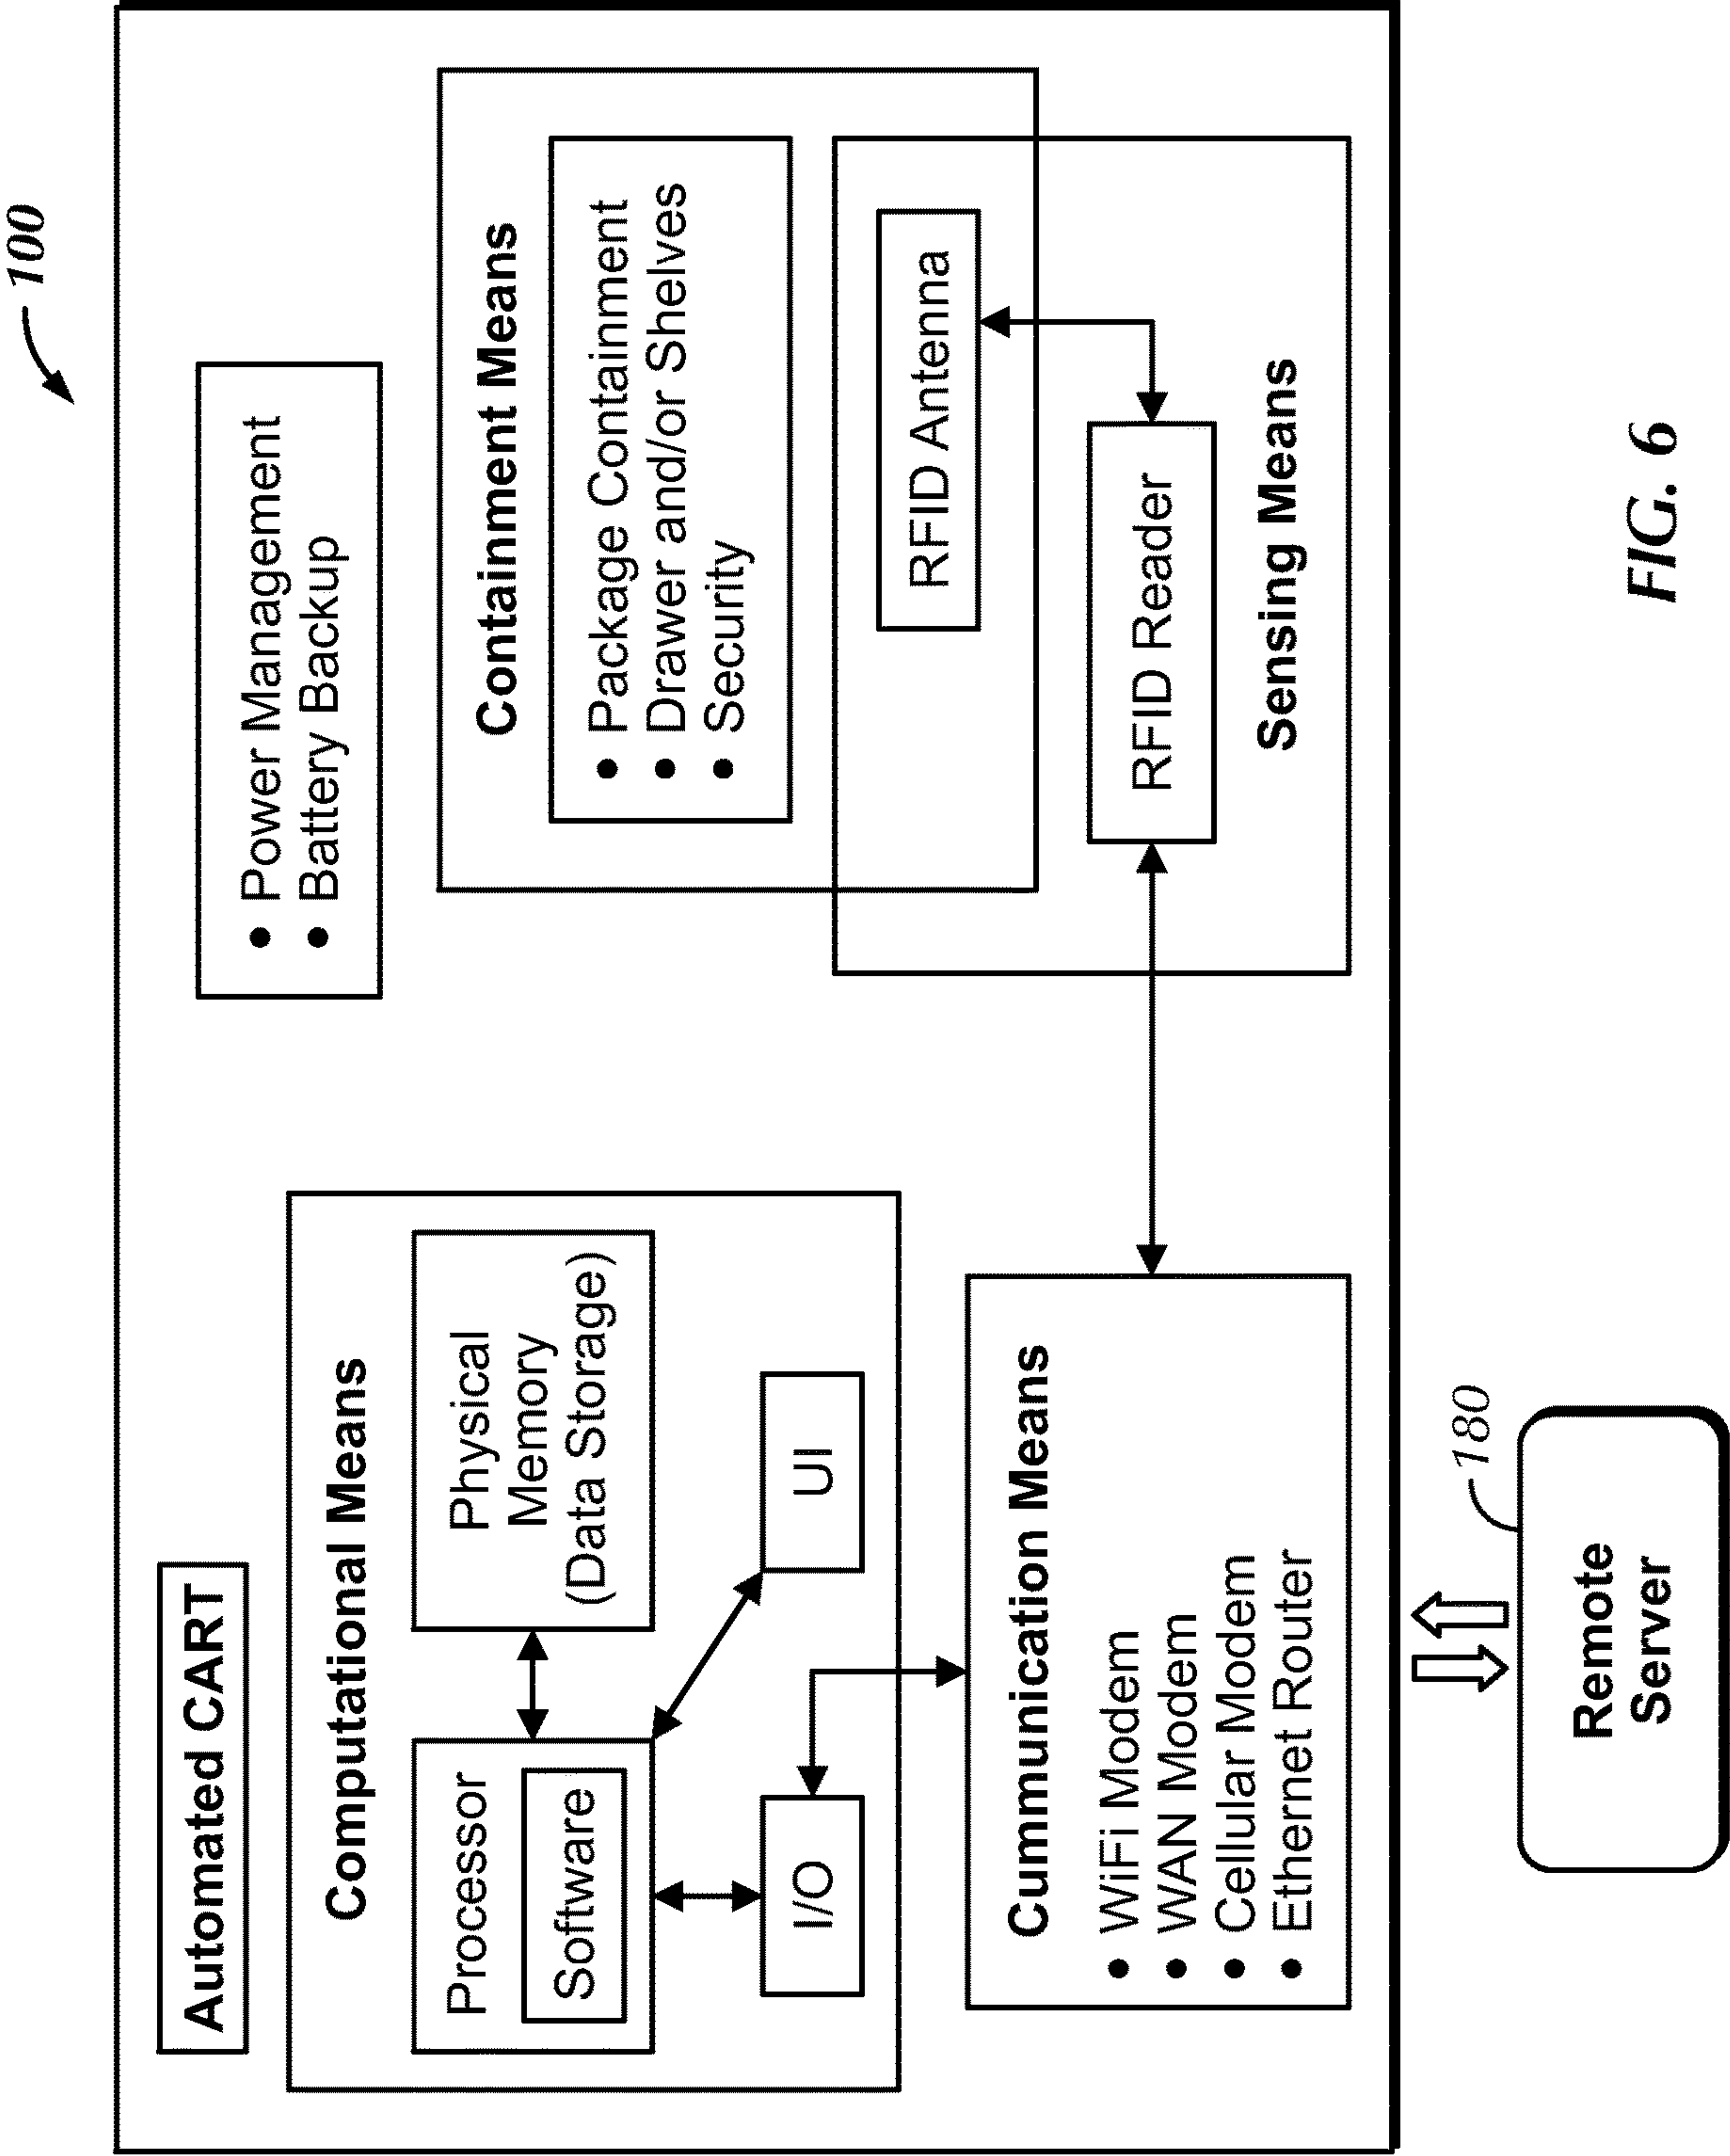 100
Automated CART
Computational Means
Processor
Software
Physical
Memory
(Data Storage)
I/O
UI
• Power Management
• Battery Backup
Containment Means
• Package Containment
• Drawer and/or Shelves
• Security
RFID Antenna
RFID Reader
Sensing Means
Cummunication Means
• WiFi Modem
• WAN Modem
• Cellular Modem
• Ethernet Router
180
Remote
Server
FIG. 6